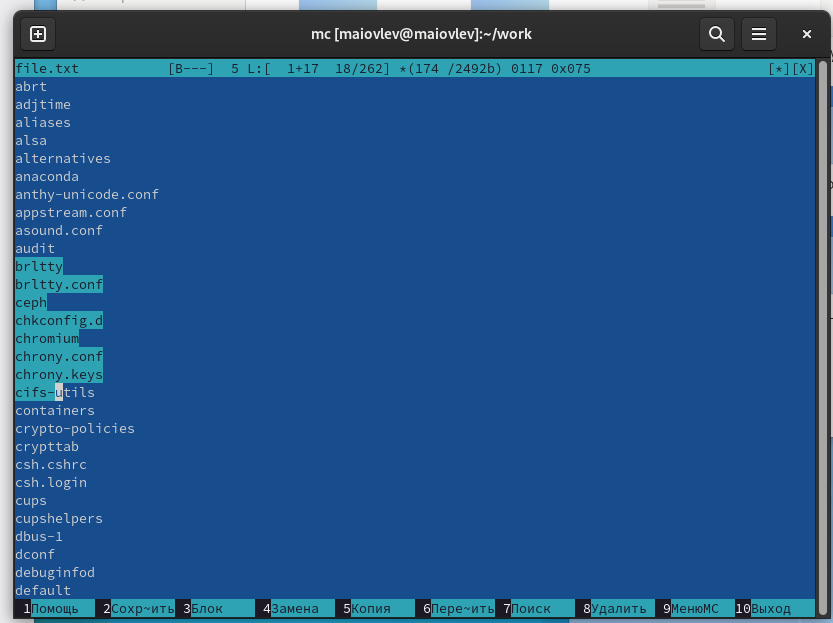 mc [maiovlev@maiovlev]:~/work
file.txt [B---] 5 L:[ 1+17 18/262] *(174 /2492b) 0117 0x075 [*][X]
abrt
adjtime
aliases
alsa
alternatives
anaconda
anthy-unicode.conf
appstream.conf
asound.conf
audit
brltty
brltty.conf
ceph
chkconfig.d
chromium
chrony.conf
chrony.keys
cifs-utils
containers
crypto-policies
crypttab
csh.cshrc
csh.login
cups
cupshelpers
dbus-1
dconf
debuginfod
default
1Помощь 2Сохр~ить 3Блок 4Замена 5Копия 6Пере~ить 7Поиск 8Удалить 9МенюMC 10Выход